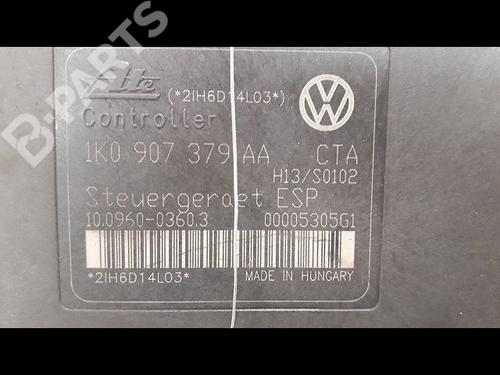 B-PARTS
Ate (*2IH6D14L03*)
Controller
1K0 907 379 AA CTA
H13/S0102
Steuergeraet ESP
10.0960-0360.3 00005305G1
*2IH6D14L03* MADE IN HUNGARY